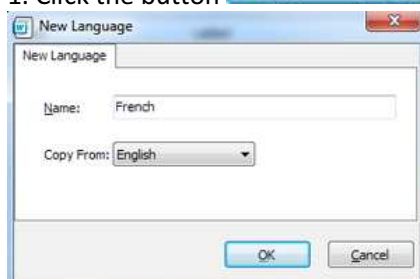 1. Click the button
New Language
New Language
Name: French
Copy From: English
OK Cancel